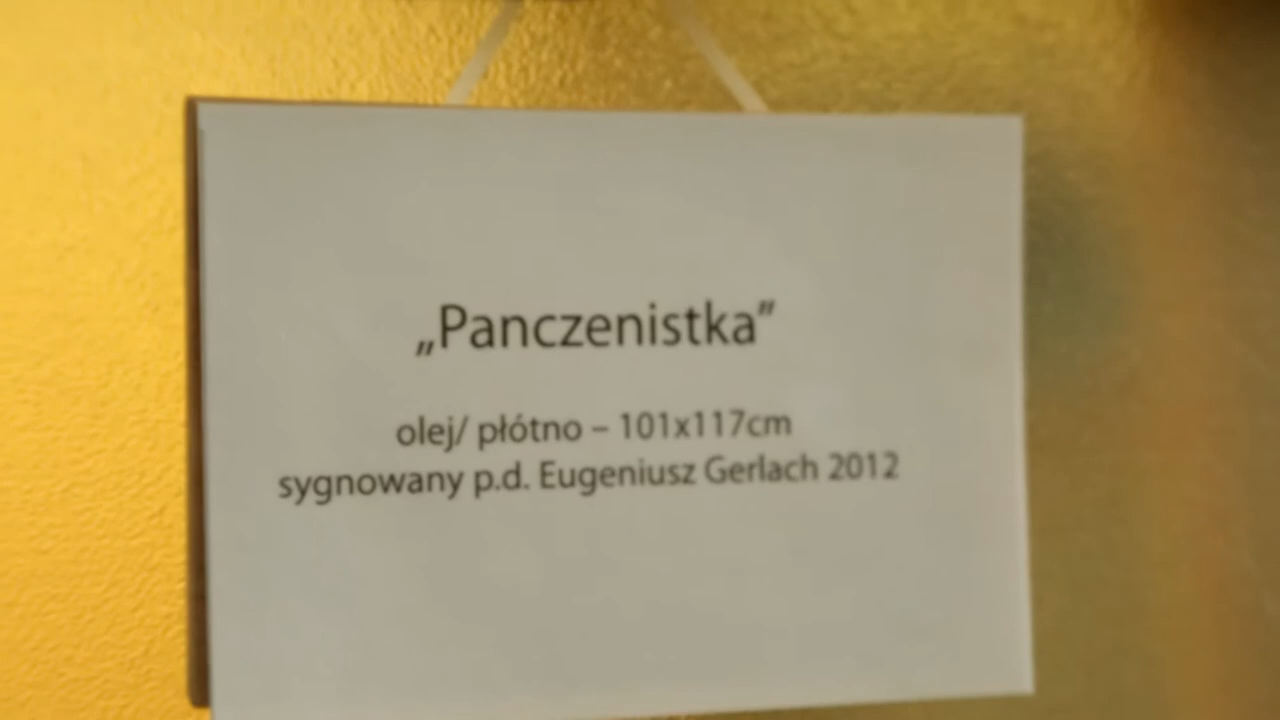 „Panczenistka”
olej/ płótno – 101x117cm
sygnowany p.d. Eugeniusz Gerlach 2012